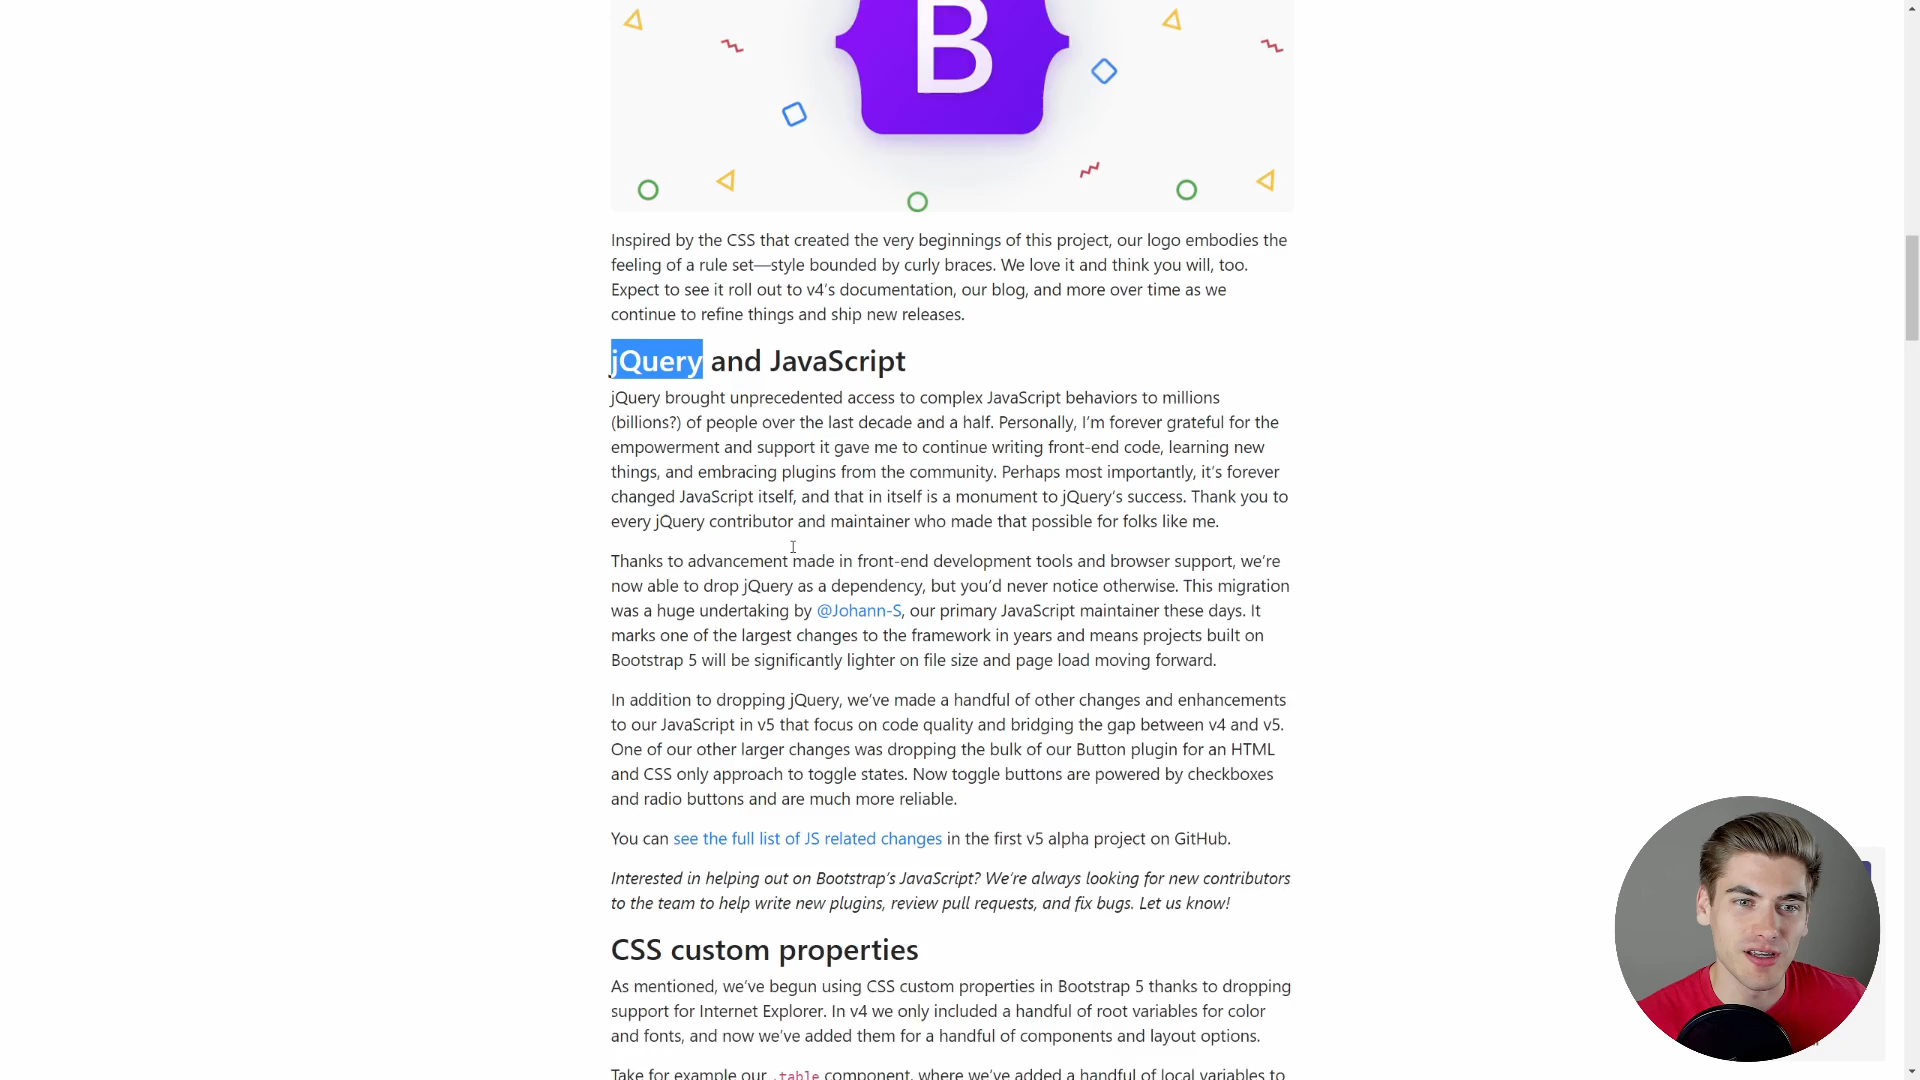 B
Inspired by the CSS that created the very beginnings of this project, our logo embodies the
feeling of a rule set—style bounded by curly braces. We love it and think you will, too.
Expect to see it roll out to v4’s documentation, our blog, and more over time as we
continue to refine things and ship new releases.
jQuery and JavaScript
jQuery brought unprecedented access to complex JavaScript behaviors to millions
(billions?) of people over the last decade and a half. Personally, I’m forever grateful for the
empowerment and support it gave me to continue writing front-end code, learning new
things, and embracing plugins from the community. Perhaps most importantly, it’s forever
changed JavaScript itself, and that in itself is a monument to jQuery’s success. Thank you to
every jQuery contributor and maintainer who made that possible for folks like me.
Thanks to advancement made in front-end development tools and browser support, we’re
now able to drop jQuery as a dependency, but you’d never notice otherwise. This migration
was a huge undertaking by @Johann-S, our primary JavaScript maintainer these days. It
marks one of the largest changes to the framework in years and means projects built on
Bootstrap 5 will be significantly lighter on file size and page load moving forward.
In addition to dropping jQuery, we’ve made a handful of other changes and enhancements
to our JavaScript in v5 that focus on code quality and bridging the gap between v4 and v5.
One of our other larger changes was dropping the bulk of our Button plugin for an HTML
and CSS only approach to toggle states. Now toggle buttons are powered by checkboxes
and radio buttons and are much more reliable.
You can see the full list of JS related changes in the first v5 alpha project on GitHub.
Interested in helping out on Bootstrap’s JavaScript? We’re always looking for new contributors
to the team to help write new plugins, review pull requests, and fix bugs. Let us know!
CSS custom properties
As mentioned, we’ve begun using CSS custom properties in Bootstrap 5 thanks to dropping
support for Internet Explorer. In v4 we only included a handful of root variables for color
and fonts, and now we’ve added them for a handful of components and layout options.
Take for example our .table component, where we’ve added a handful of local variables to